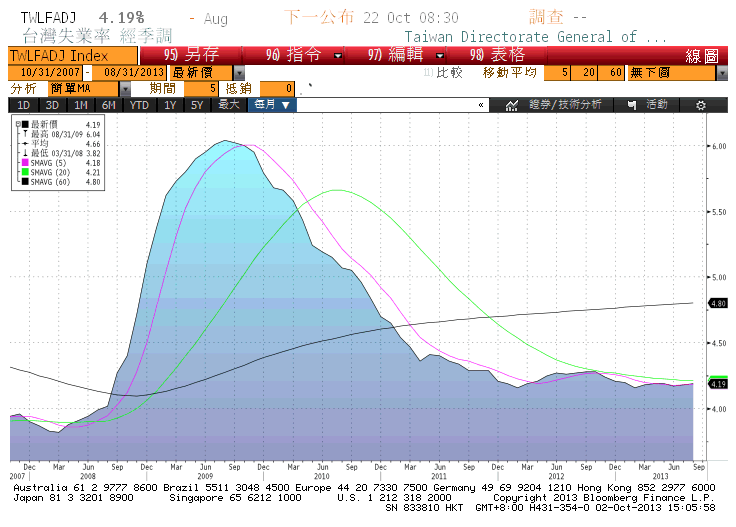 TWLFADJ 4.19% - Aug 下一公布 22 Oct 08:30 調查 --
台灣失業率 經季調 Taiwan Directorate General of ...
TWLFADJ Index 95) 另存 96) 指令 97) 編輯 98) 表格 線圖
10/31/2007 - 08/31/2013 最新價 比較 移動平均 5 20 60 無下圖
分析 簡單MA 期間 5 抵銷 0
1D 3D 1M 6M YTD 1Y 5Y 最大 每月 ▼ « 證券/技術分析 活動
最新價 4.19
最高 08/31/09 6.04
平均 4.66
最低 03/31/08 3.82
SMAVG (5) 4.18
SMAVG (20) 4.21
SMAVG (60) 4.80
6.00
5.50
5.00
4.80
4.50
4.19
4.00
Dec Mar Jun Sep Dec Mar Jun Sep Dec Mar Jun Sep Dec Mar Jun Sep Dec Mar Jun Sep Dec Mar Jun Sep
2007 2008 2009 2010 2011 2012 2013
Australia 61 2 9777 8600 Brazil 5511 3048 4500 Europe 44 20 7330 7500 Germany 49 69 9204 1210 Hong Kong 852 2977 6000
Japan 81 3 3201 8900 Singapore 65 6212 1000 U.S. 1 212 318 2000 Copyright 2013 Bloomberg Finance L.P.
SN 833810 HKT GMT+8:00 H431-354-0 02-Oct-2013 15:05:58